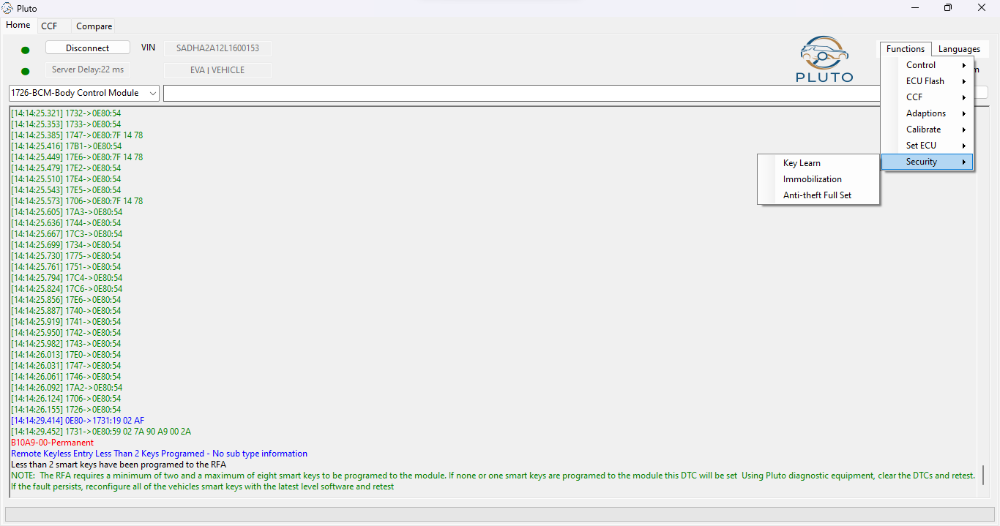 Pluto
Home CCF Compare
Disconnect VIN SADHA2A12L1600153
Functions Languages
Server Delay:22 ms EVA | VEHICLE
PLUTO
1726-BCM-Body Control Module
Control
ECU Flash
CCF
Adaptions
Calibrate
Set ECU
Security
Key Learn
Immobilization
Anti-theft Full Set
[14:14:25.321] 1732->0E80:54
[14:14:25.353] 1733->0E80:54
[14:14:25.385] 1747->0E80:7F 14 78
[14:14:25.416] 17B1->0E80:54
[14:14:25.449] 17E6->0E80:7F 14 78
[14:14:25.479] 17E2->0E80:54
[14:14:25.510] 17E4->0E80:54
[14:14:25.543] 17E5->0E80:54
[14:14:25.573] 1706->0E80:7F 14 78
[14:14:25.605] 17A3->0E80:54
[14:14:25.636] 1744->0E80:54
[14:14:25.667] 17C3->0E80:54
[14:14:25.699] 1734->0E80:54
[14:14:25.730] 1775->0E80:54
[14:14:25.761] 1751->0E80:54
[14:14:25.794] 17C4->0E80:54
[14:14:25.824] 17C6->0E80:54
[14:14:25.856] 17E6->0E80:54
[14:14:25.887] 1740->0E80:54
[14:14:25.919] 1741->0E80:54
[14:14:25.950] 1742->0E80:54
[14:14:25.982] 1743->0E80:54
[14:14:26.013] 17E0->0E80:54
[14:14:26.031] 1747->0E80:54
[14:14:26.061] 1746->0E80:54
[14:14:26.092] 17A2->0E80:54
[14:14:26.124] 1706->0E80:54
[14:14:26.155] 1726->0E80:54
[14:14:29.414] 0E80->1731:19 02 AF
[14:14:29.452] 1731->0E80:59 02 7A 90 A9 00 2A
B10A9-00-Permanent
Remote Keyless Entry Less Than 2 Keys Programed - No sub type information
Less than 2 smart keys have been programed to the RFA
NOTE:  The RFA requires a minimum of two and a maximum of eight smart keys to be programed to the module. If none or one smart keys are programed to the module this DTC will be set  Using Pluto diagnostic equipment, clear the DTCs and retest.
If the fault persists, reconfigure all of the vehicles smart keys with the latest level software and retest